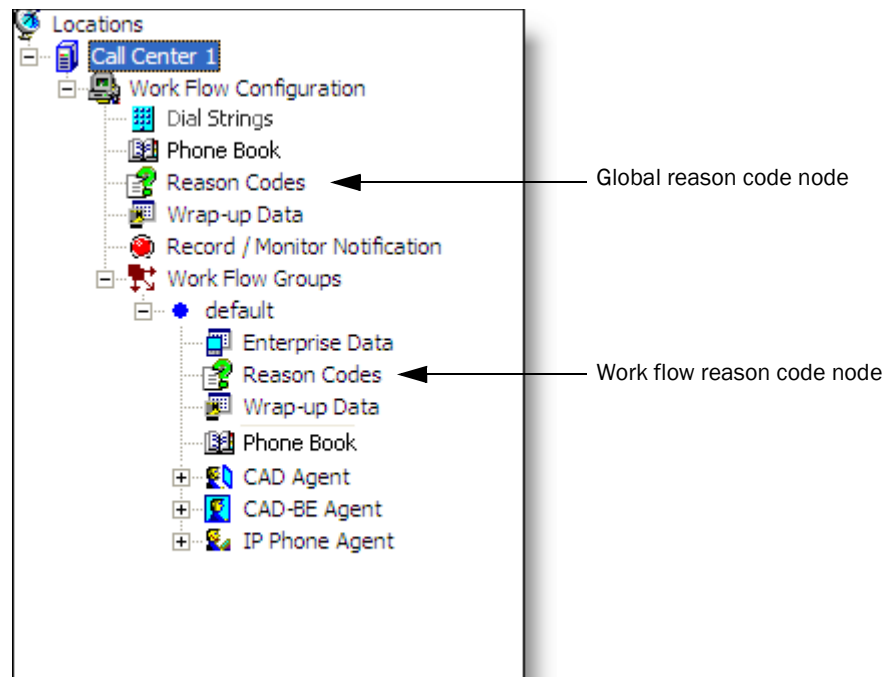 Locations
Call Center 1
Work Flow Configuration
Dial Strings
Phone Book
Reason Codes
Global reason code node
Wrap-up Data
Record / Monitor Notification
Work Flow Groups
default
Enterprise Data
Reason Codes
Work flow reason code node
Wrap-up Data
Phone Book
CAD Agent
CAD-BE Agent
IP Phone Agent